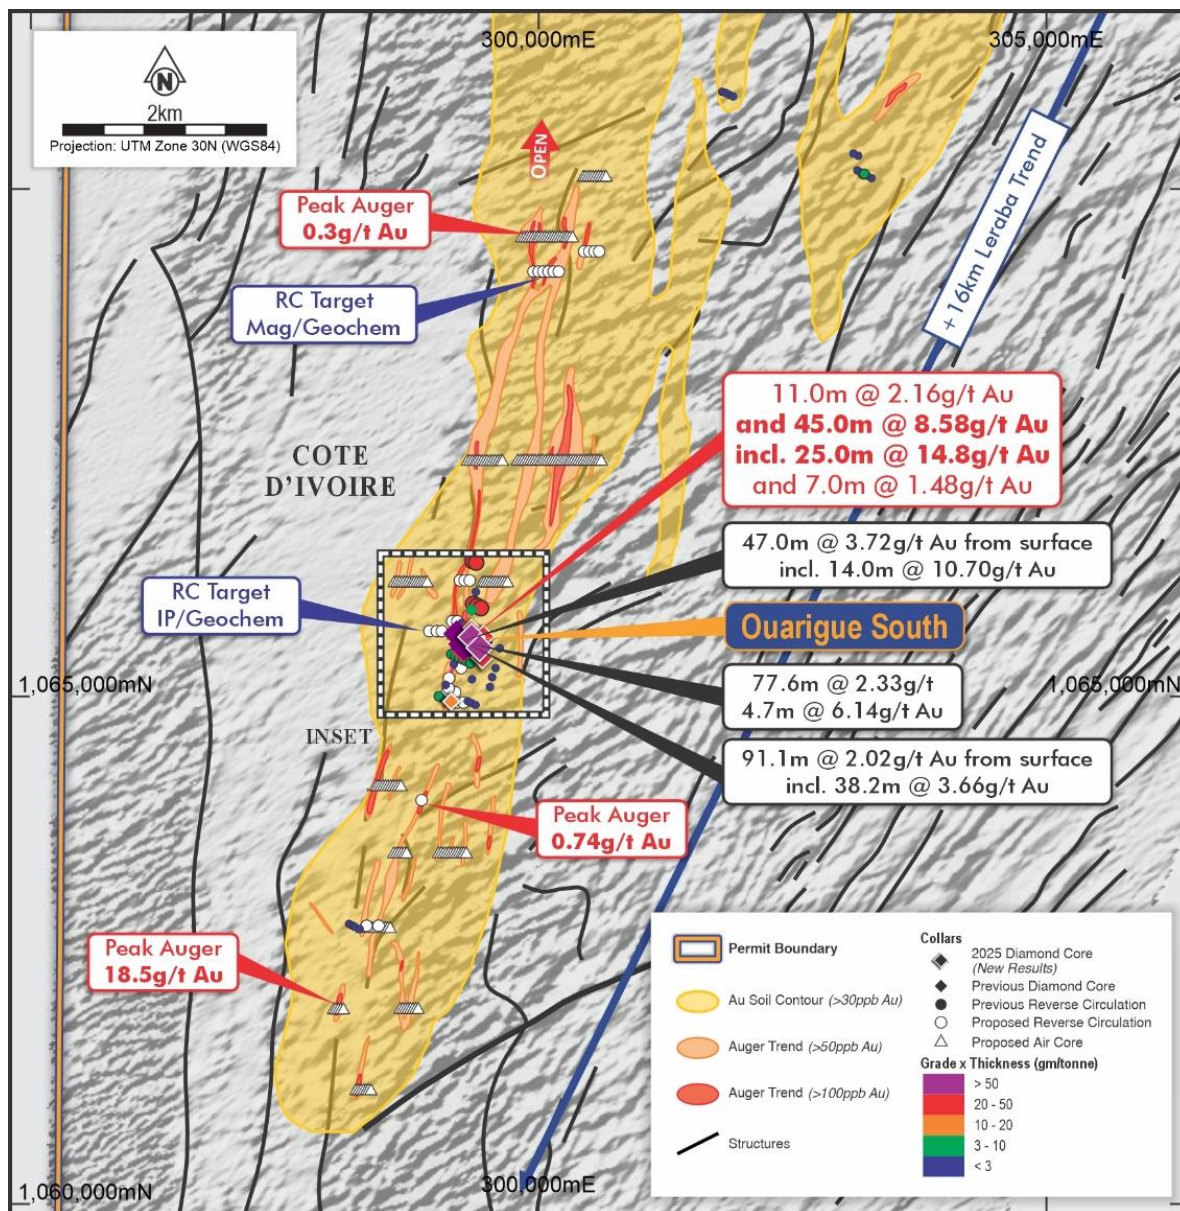 300,000mE
305,000mE
N
2km
Projection: UTM Zone 30N (WGS84)
OPEN
+ 16km Leraba Trend
Peak Auger
0.3g/t Au
RC Target
Mag/Geochem
11.0m @ 2.16g/t Au
and 45.0m @ 8.58g/t Au
incl. 25.0m @ 14.8g/t Au
and 7.0m @ 1.48g/t Au
COTE
D'IVOIRE
47.0m @ 3.72g/t Au from surface
incl. 14.0m @ 10.70g/t Au
RC Target
IP/Geochem
Ouarigue South
1,065,000mN
1,065,000mN
77.6m @ 2.33g/t
4.7m @ 6.14g/t Au
INSET
91.1m @ 2.02g/t Au from surface
incl. 38.2m @ 3.66g/t Au
Peak Auger
0.74g/t Au
Peak Auger
18.5g/t Au
Permit Boundary
Au Soil Contour (>30ppb Au)
Auger Trend (>50ppb Au)
Auger Trend (>100ppb Au)
Structures
Collars
2025 Diamond Core
(New Results)
Previous Diamond Core
Previous Reverse Circulation
Proposed Reverse Circulation
Proposed Air Core
Grade x Thickness (gm/tonne)
> 50
20 - 50
10 - 20
3 - 10
< 3
1,060,000mN
300,000mE